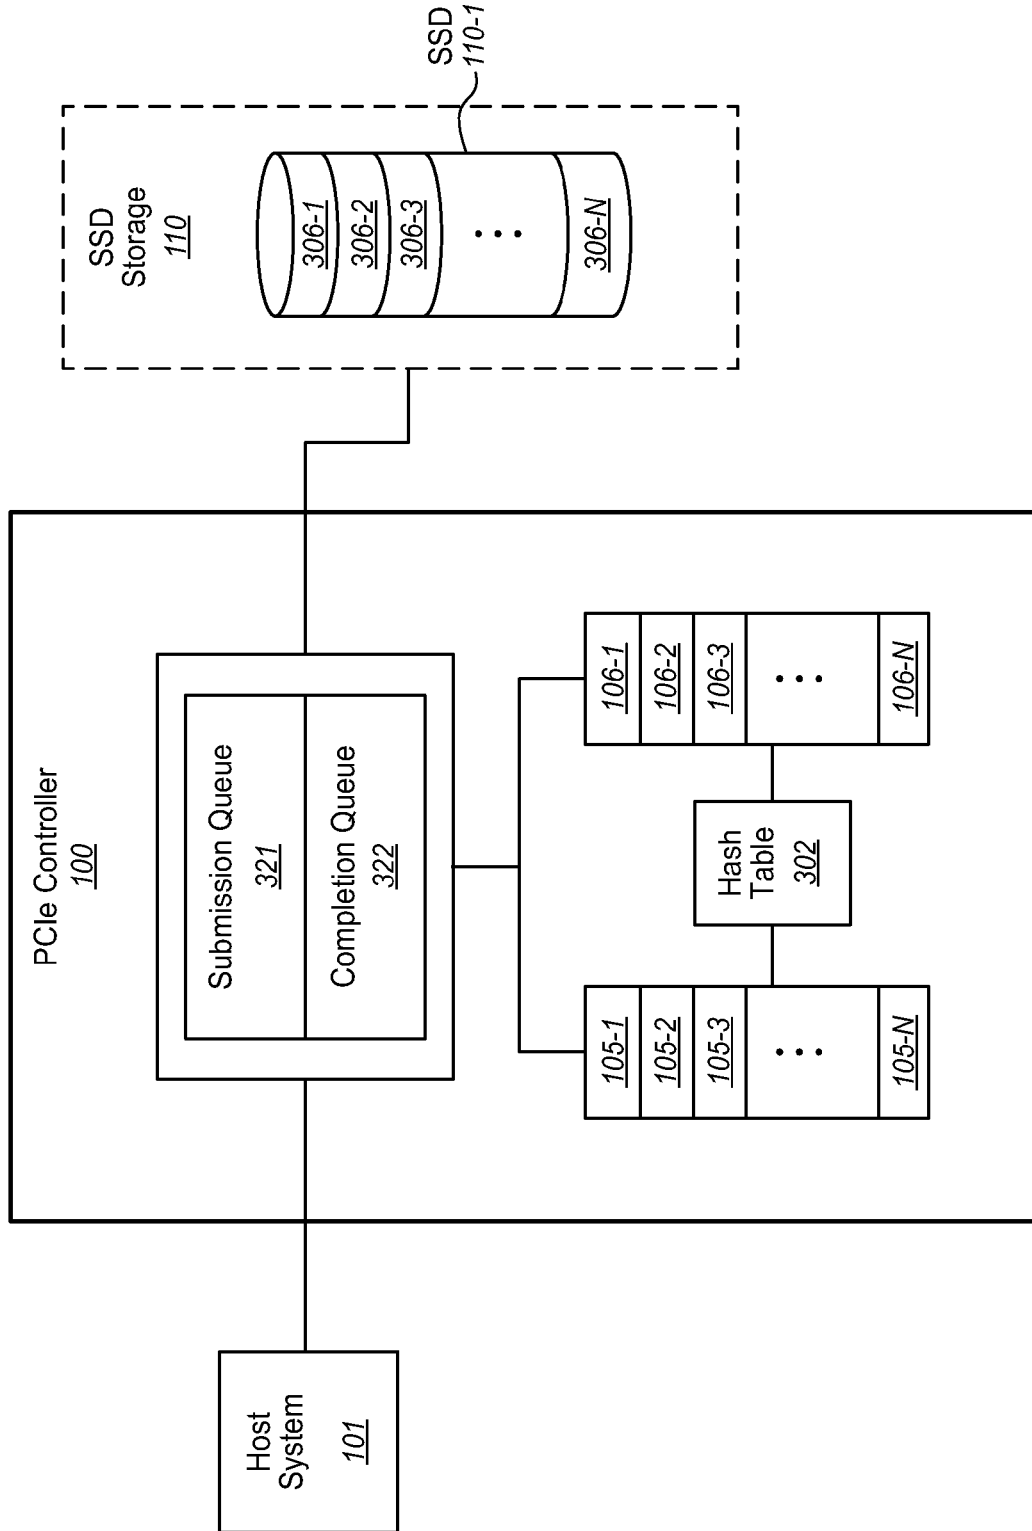 PCIe Controller
100
Host
System
101
Submission Queue
321
Completion Queue
322
105-1
105-2
105-3
105-N
Hash
Table
302
106-1
106-2
106-3
106-N
SSD
Storage
110
306-1
306-2
306-3
306-N
SSD
110-1